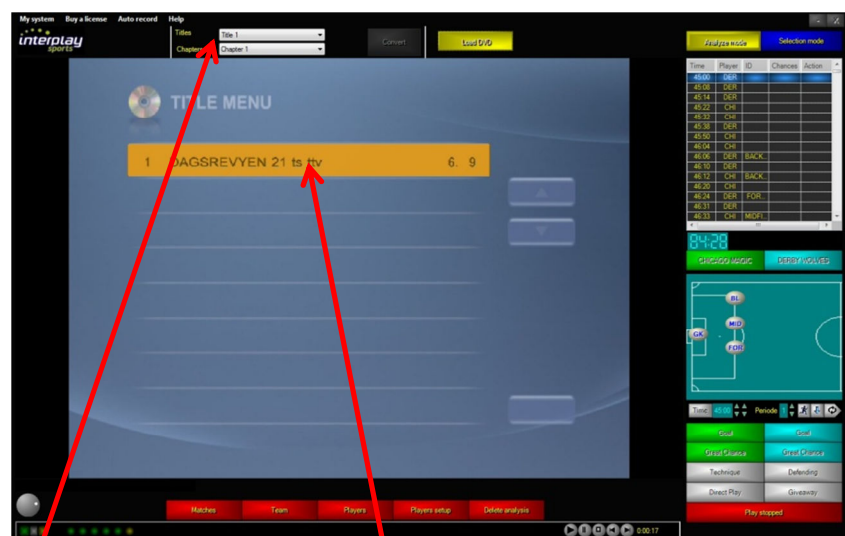 My system Buy a license Auto record Help
interplay
sports
Titles Title 1
Chapters Chapter 1
Convert
Load DVD
Analyze mode Selection mode
TITLE MENU
1 DAGSREVYEN 21 ts ttv 6. 9
Time Player ID Chances Action
45:00 DER
45:08 DER
45:14 DER
45:22 CHI
45:32 CHI
45:38 DER
45:50 CHI
46:04 CHI
46:06 DER BACK...
46:10 DER
46:12 CHI BACK...
46:20 CHI
46:24 DER FOR...
46:31 DER
46:33 CHI MIDFI...
84:28
CHICAGO MAGIC DERBY WOLVES
BL
MID
GK
FOR
Time 45:00 Periode 1
Goal Goal
Great Chance Great Chance
Technique Defending
Direct Play Giveaway
Play stopped
Matches Team Players Players setup Delete analysis
0:00:17